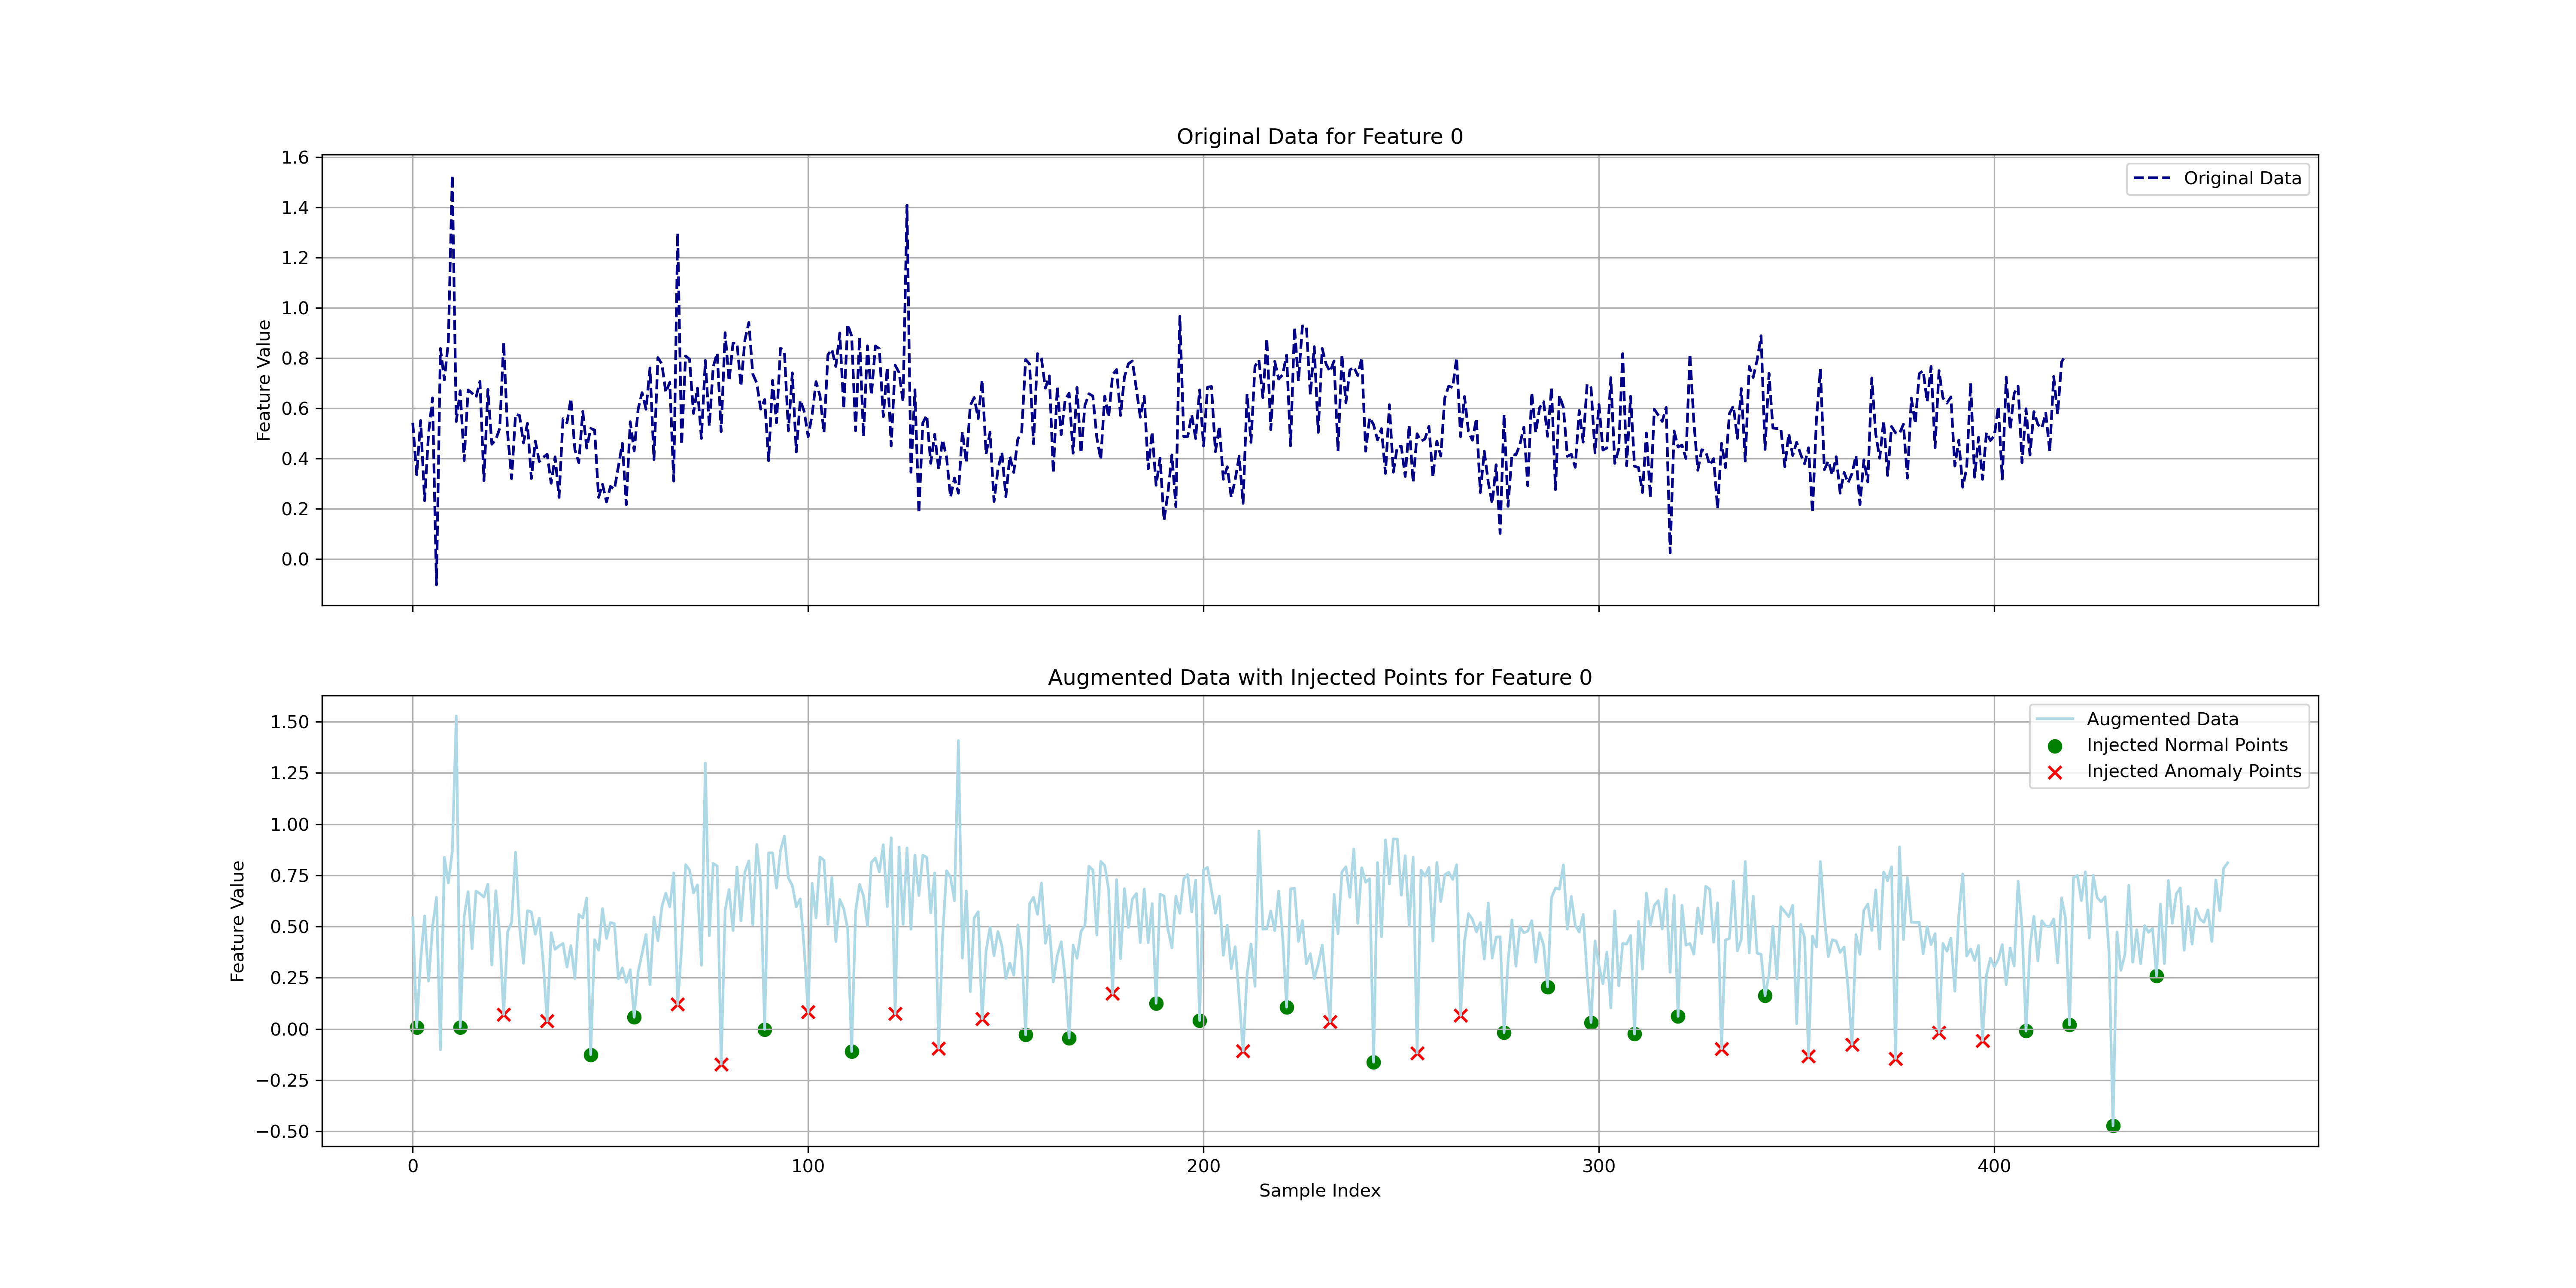 Original Data for Feature 0
1.6
1.4
1.2
1.0
0.8
0.6
0.4
0.2
0.0
Feature Value
Original Data
Augmented Data with Injected Points for Feature 0
1.50
1.25
1.00
0.75
0.50
0.25
0.00
−0.25
−0.50
Feature Value
Augmented Data
Injected Normal Points
Injected Anomaly Points
0 100 200 300 400
Sample Index